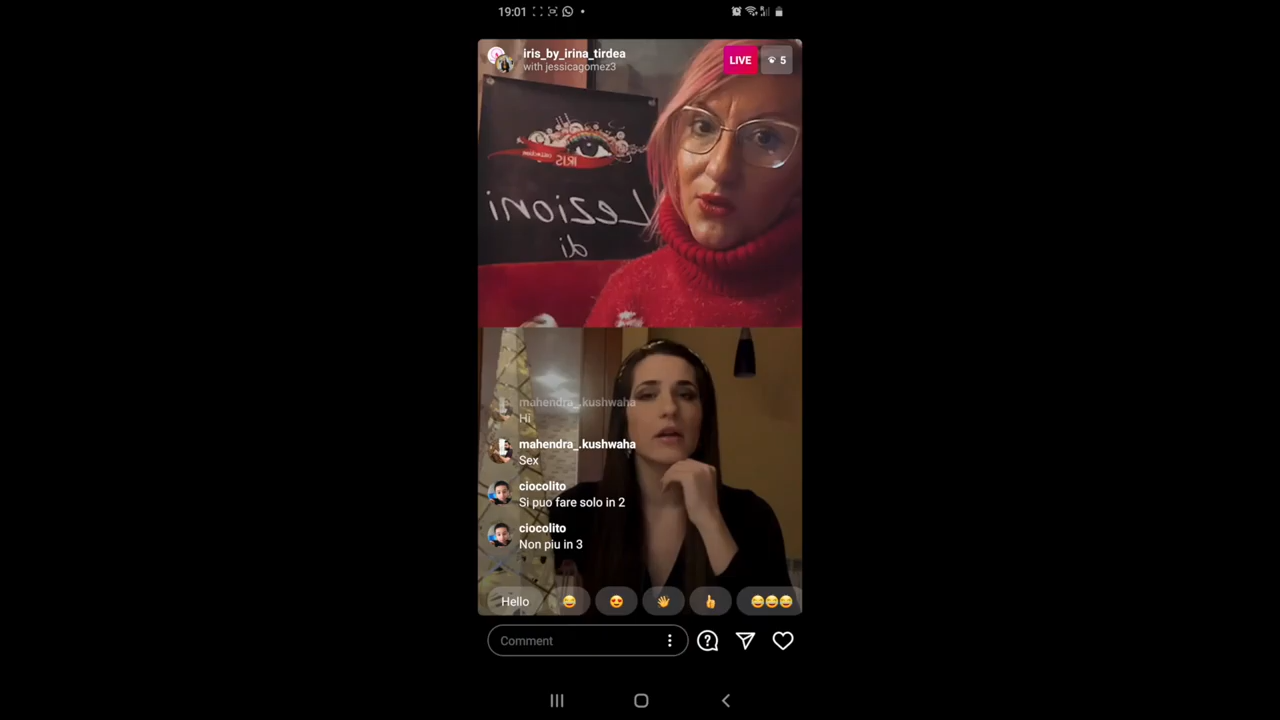 19:01
iris_by_irina_tirdea
with jessicagomez3
LIVE
5
IRIS
Lezioni
di
mahendra_.kushwaha
Hi
mahendra_.kushwaha
Sex
ciocolito
Si puo fare solo in 2
ciocolito
Non piu in 3
Hello
Comment